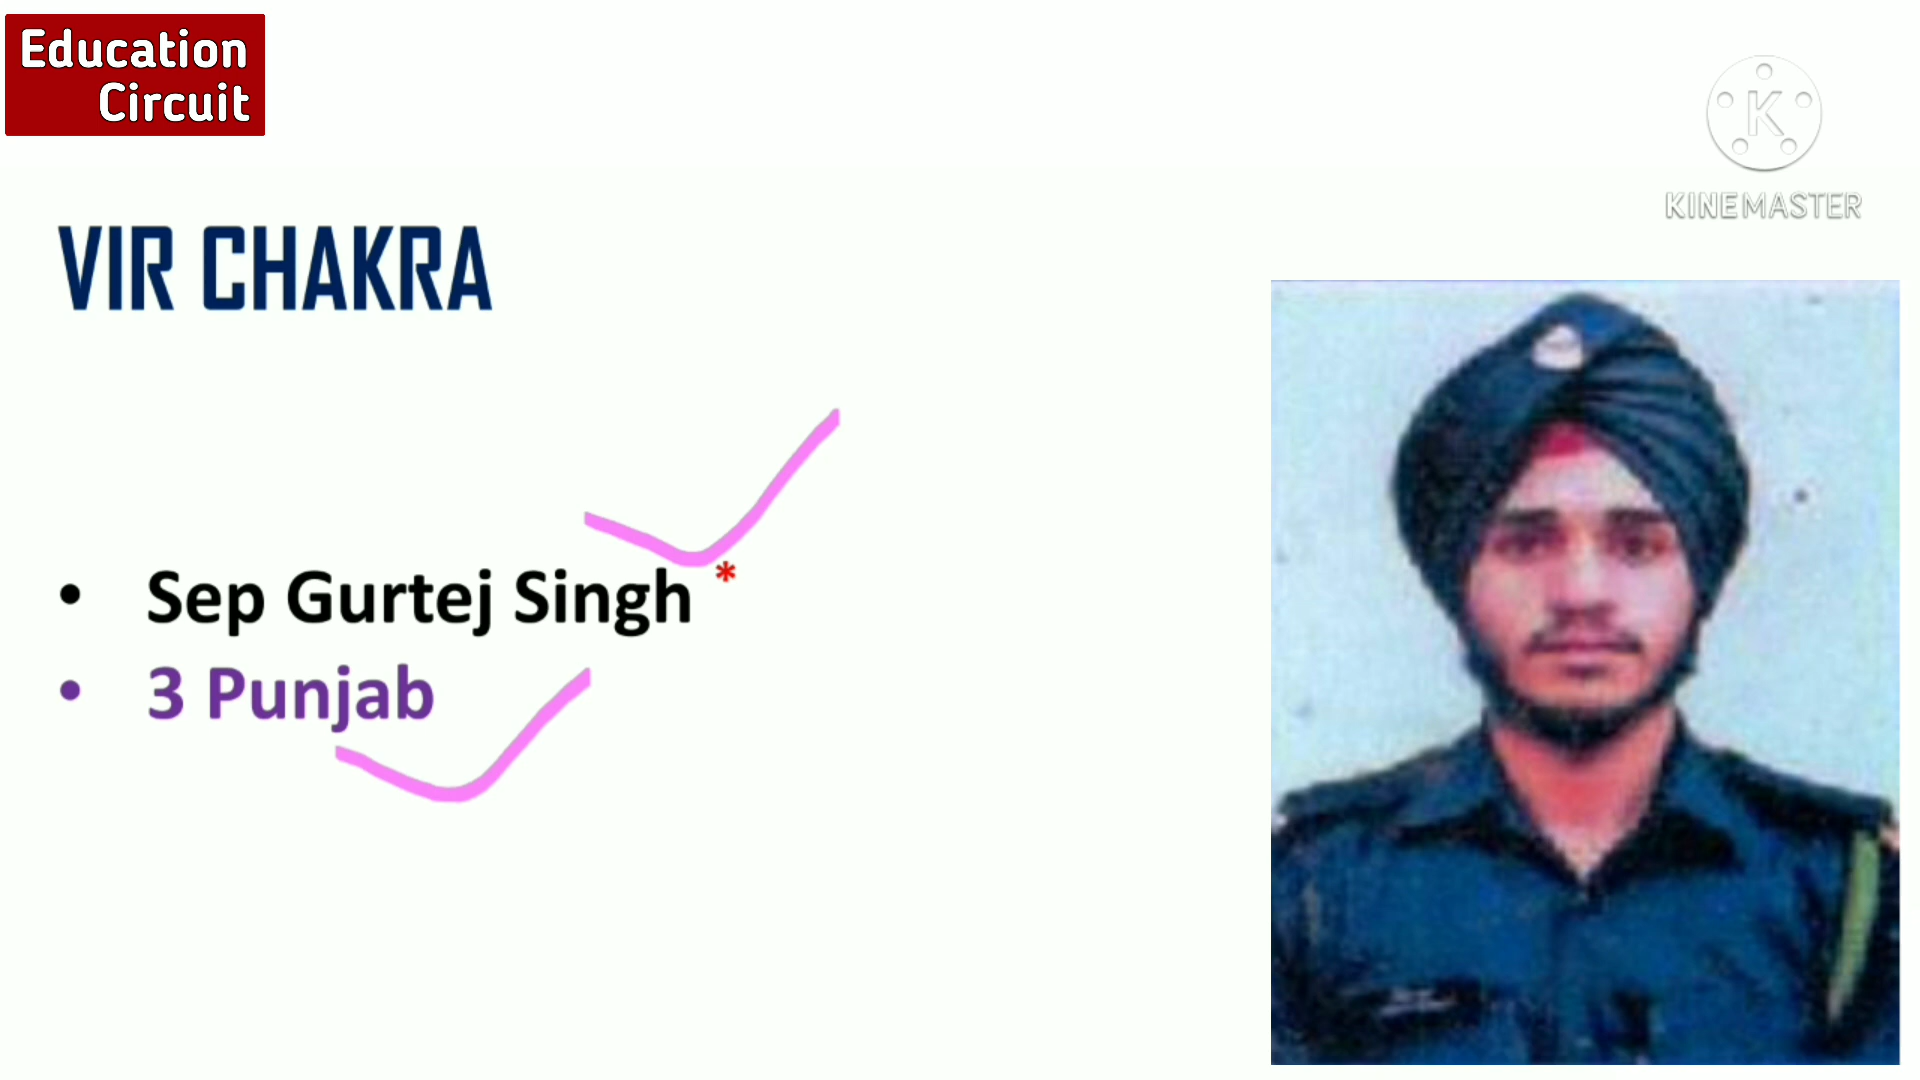 Education
Circuit
K
KINEMASTER
VIR CHAKRA
• Sep Gurtej Singh *
• 3 Punjab